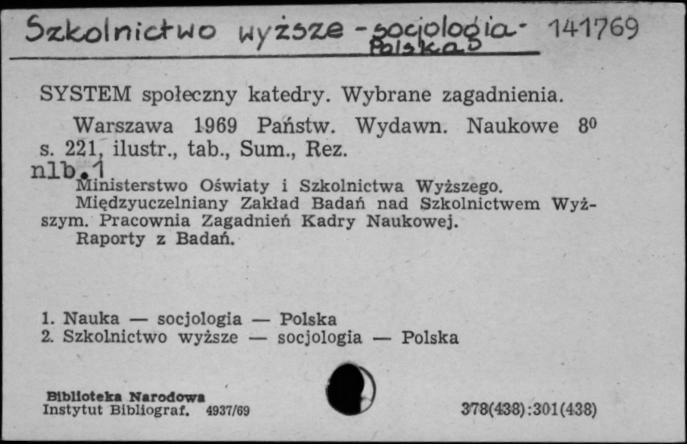 Szkolnictwo wyższe - socjologia - 141769
Polska
SYSTEM społeczny katedry. Wybrane zagadnienia.
Warszawa 1969 Państw. Wydawn. Naukowe 8⁰
s. 221, ilustr., tab., Sum., Rez.
nlb.1
Ministerstwo Oświaty i Szkolnictwa Wyższego.
Międzyuczelniany Zakład Badań nad Szkolnictwem Wyż-
szym. Pracownia Zagadnień Kadry Naukowej.
Raporty z Badań.
1. Nauka — socjologia — Polska
2. Szkolnictwo wyższe — socjologia — Polska
Biblioteka Narodowa
Instytut Bibliograf. 4937/69
378(438):301(438)